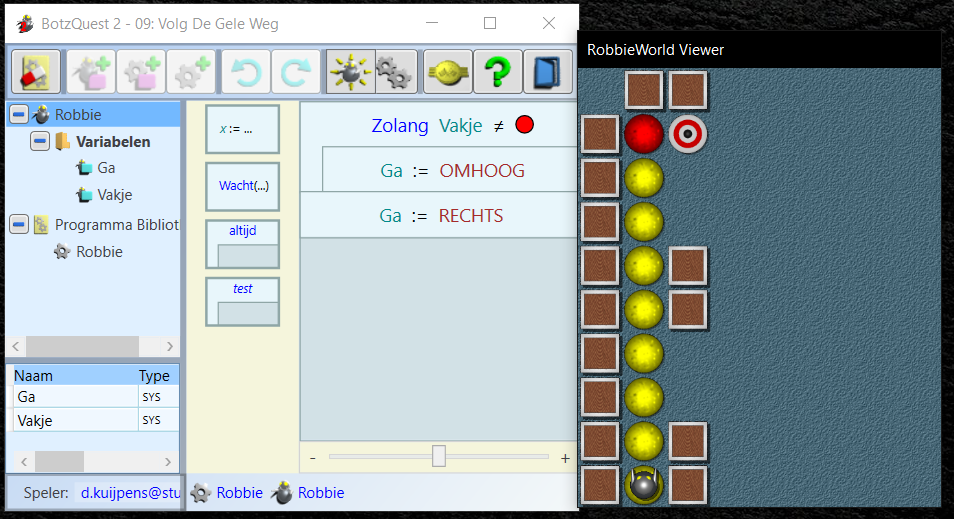 BotzQuest 2 - 09: Volg De Gele Weg
RobbieWorld Viewer
Robbie
Variabelen
Ga
Vakje
Programma Bibliot
Robbie
Naam Type
Ga SYS
Vakje SYS
x := ...
Wacht(...)
altijd
test
Zolang Vakje ≠
Ga := OMHOOG
Ga := RECHTS
- +
Speler: d.kuijpens@stu Robbie Robbie